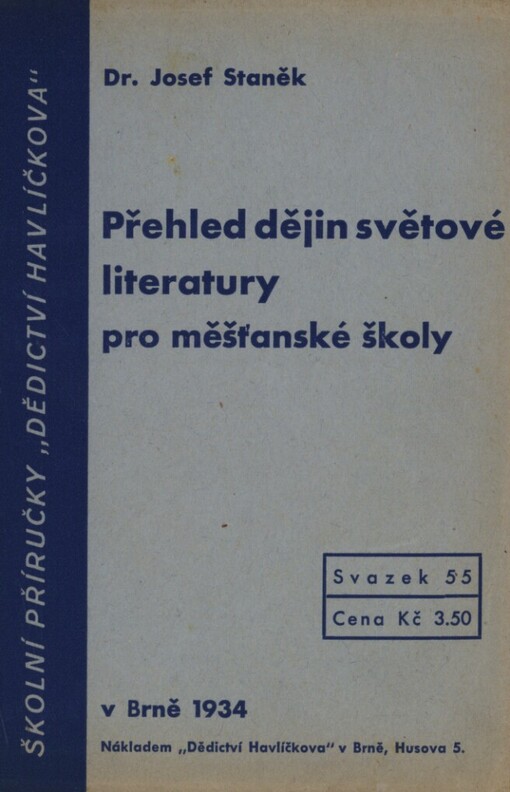 ŠKOLNÍ PŘÍRUČKY „DĚDICTVÍ HAVLÍČKOVA“
Dr. Josef Staněk
Přehled dějin světové
literatury
pro měšťanské školy
Svazek 55
Cena Kč 3.50
v Brně 1934
Nákladem „Dědictví Havlíčkova“ v Brně, Husova 5.